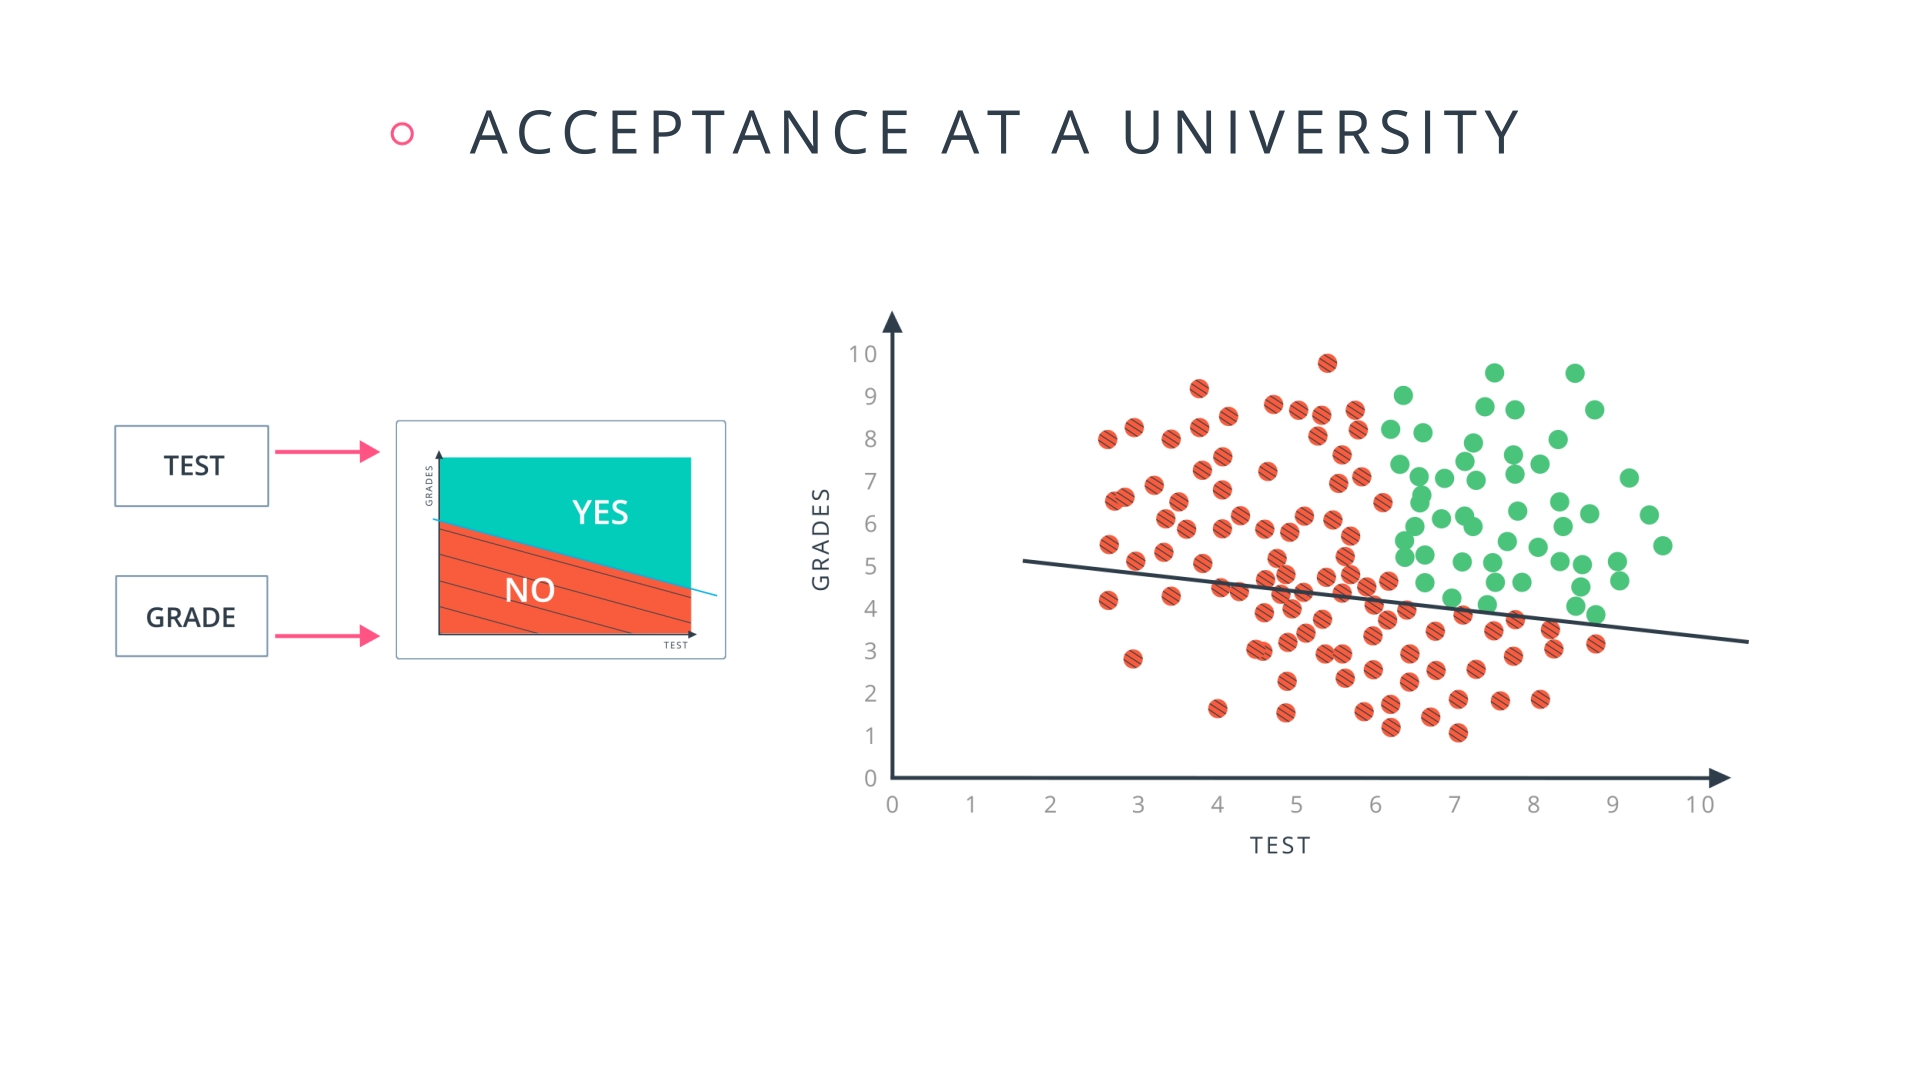 ACCEPTANCE AT A UNIVERSITY
TEST
GRADE
GRADES
YES
NO
TEST
GRADES
10
9
8
7
6
5
4
3
2
1
0
0 1 2 3 4 5 6 7 8 9 10
TEST